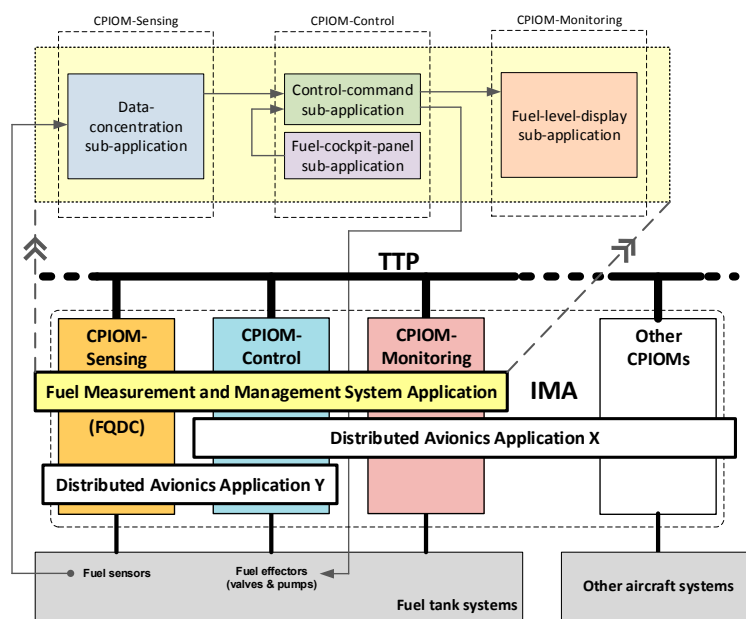 CPIOM-Sensing
CPIOM-Control
CPIOM-Monitoring
Data-
concentration
sub-application
Control-command
sub-application
Fuel-cockpit-panel
sub-application
Fuel-level-display
sub-application
TTP
CPIOM-
Sensing
(FQDC)
CPIOM-
Control
CPIOM-
Monitoring
Other
CPIOMs
Fuel Measurement and Management System Application
IMA
Distributed Avionics Application X
Distributed Avionics Application Y
Fuel sensors
Fuel effectors
(valves & pumps)
Fuel tank systems
Other aircraft systems